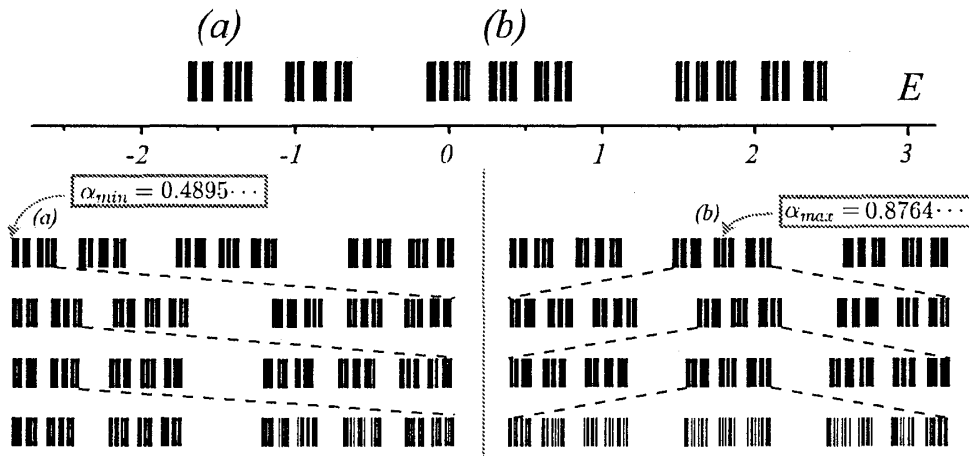 (a) (b)
E
-2 -1 0 1 2 3
α_min = 0.4895···
(a)
α_max = 0.8764···
(b)